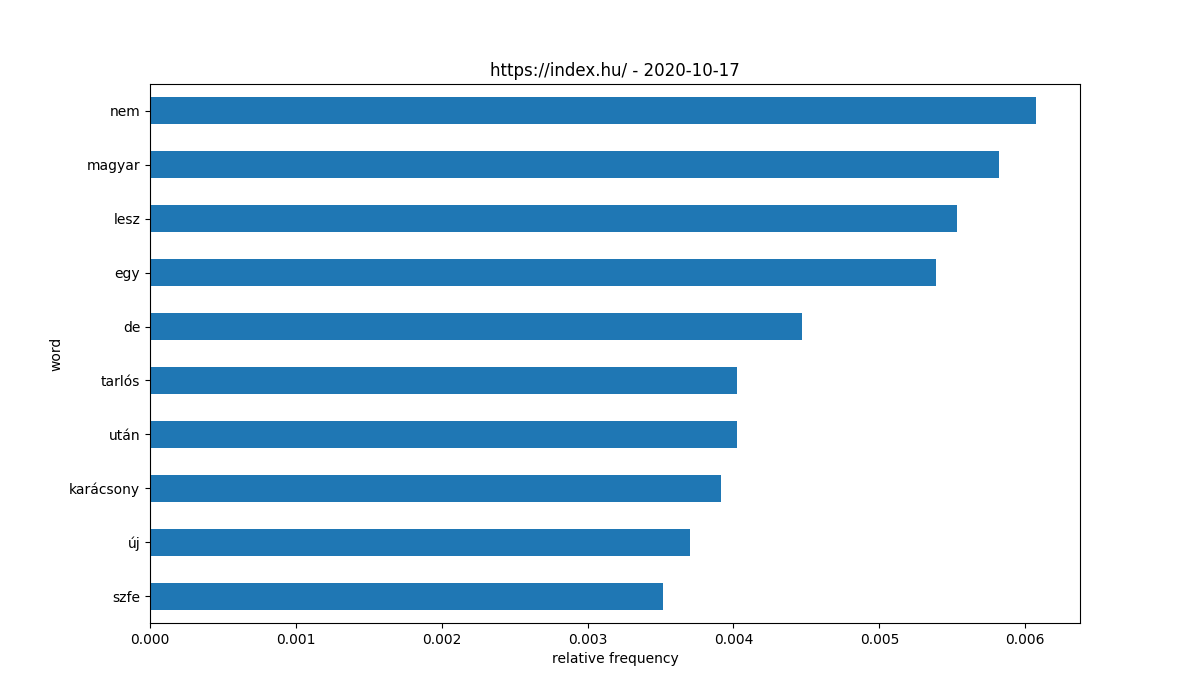 https://index.hu/ - 2020-10-17
nem
magyar
lesz
egy
de
tarlós
után
karácsony
új
szfe
word
0.000 0.001 0.002 0.003 0.004 0.005 0.006
relative frequency